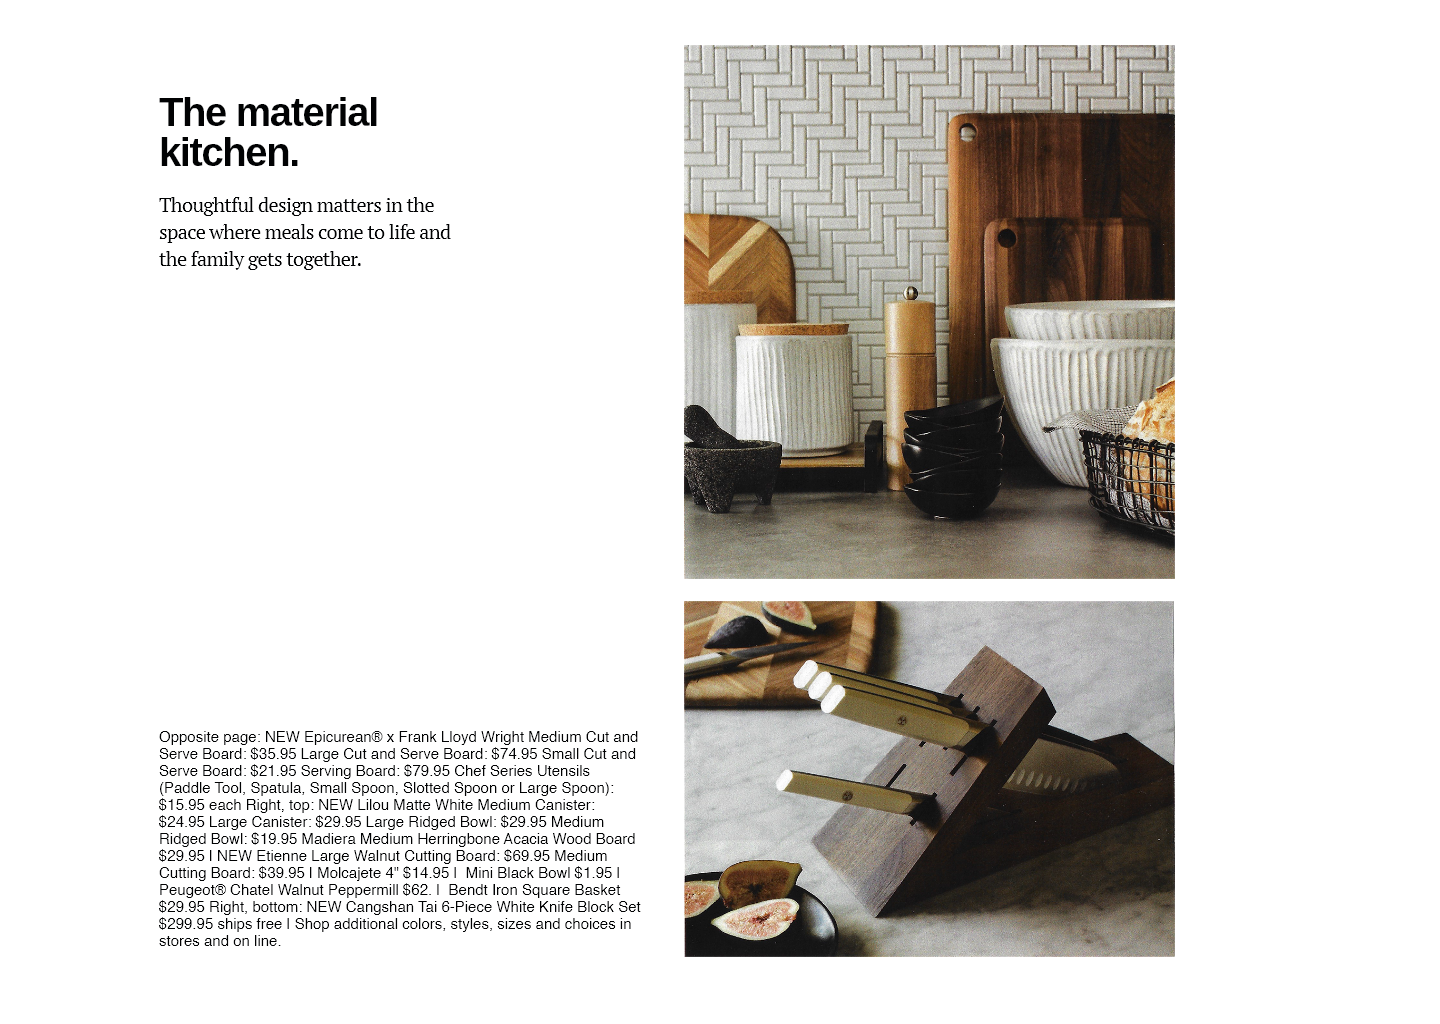 The material
kitchen.
Thoughtful design matters in the
space where meals come to life and
the family gets together.
Opposite page: NEW Epicurean® x Frank Lloyd Wright Medium Cut and
Serve Board: $35.95 Large Cut and Serve Board: $74.95 Small Cut and
Serve Board: $21.95 Serving Board: $79.95 Chef Series Utensils
(Paddle Tool, Spatula, Small Spoon, Slotted Spoon or Large Spoon):
$15.95 each Right, top: NEW Lilou Matte White Medium Canister:
$24.95 Large Canister: $29.95 Large Ridged Bowl: $29.95 Medium
Ridged Bowl: $19.95 Madiera Medium Herringbone Acacia Wood Board
$29.95 I NEW Etienne Large Walnut Cutting Board: $69.95 Medium
Cutting Board: $39.95 I Molcajete 4" $14.95 I  Mini Black Bowl $1.95 I
Peugeot® Chatel Walnut Peppermill $62. I  Bendt Iron Square Basket
$29.95 Right, bottom: NEW Cangshan Tai 6-Piece White Knife Block Set
$299.95 ships free I Shop additional colors, styles, sizes and choices in
stores and on line.